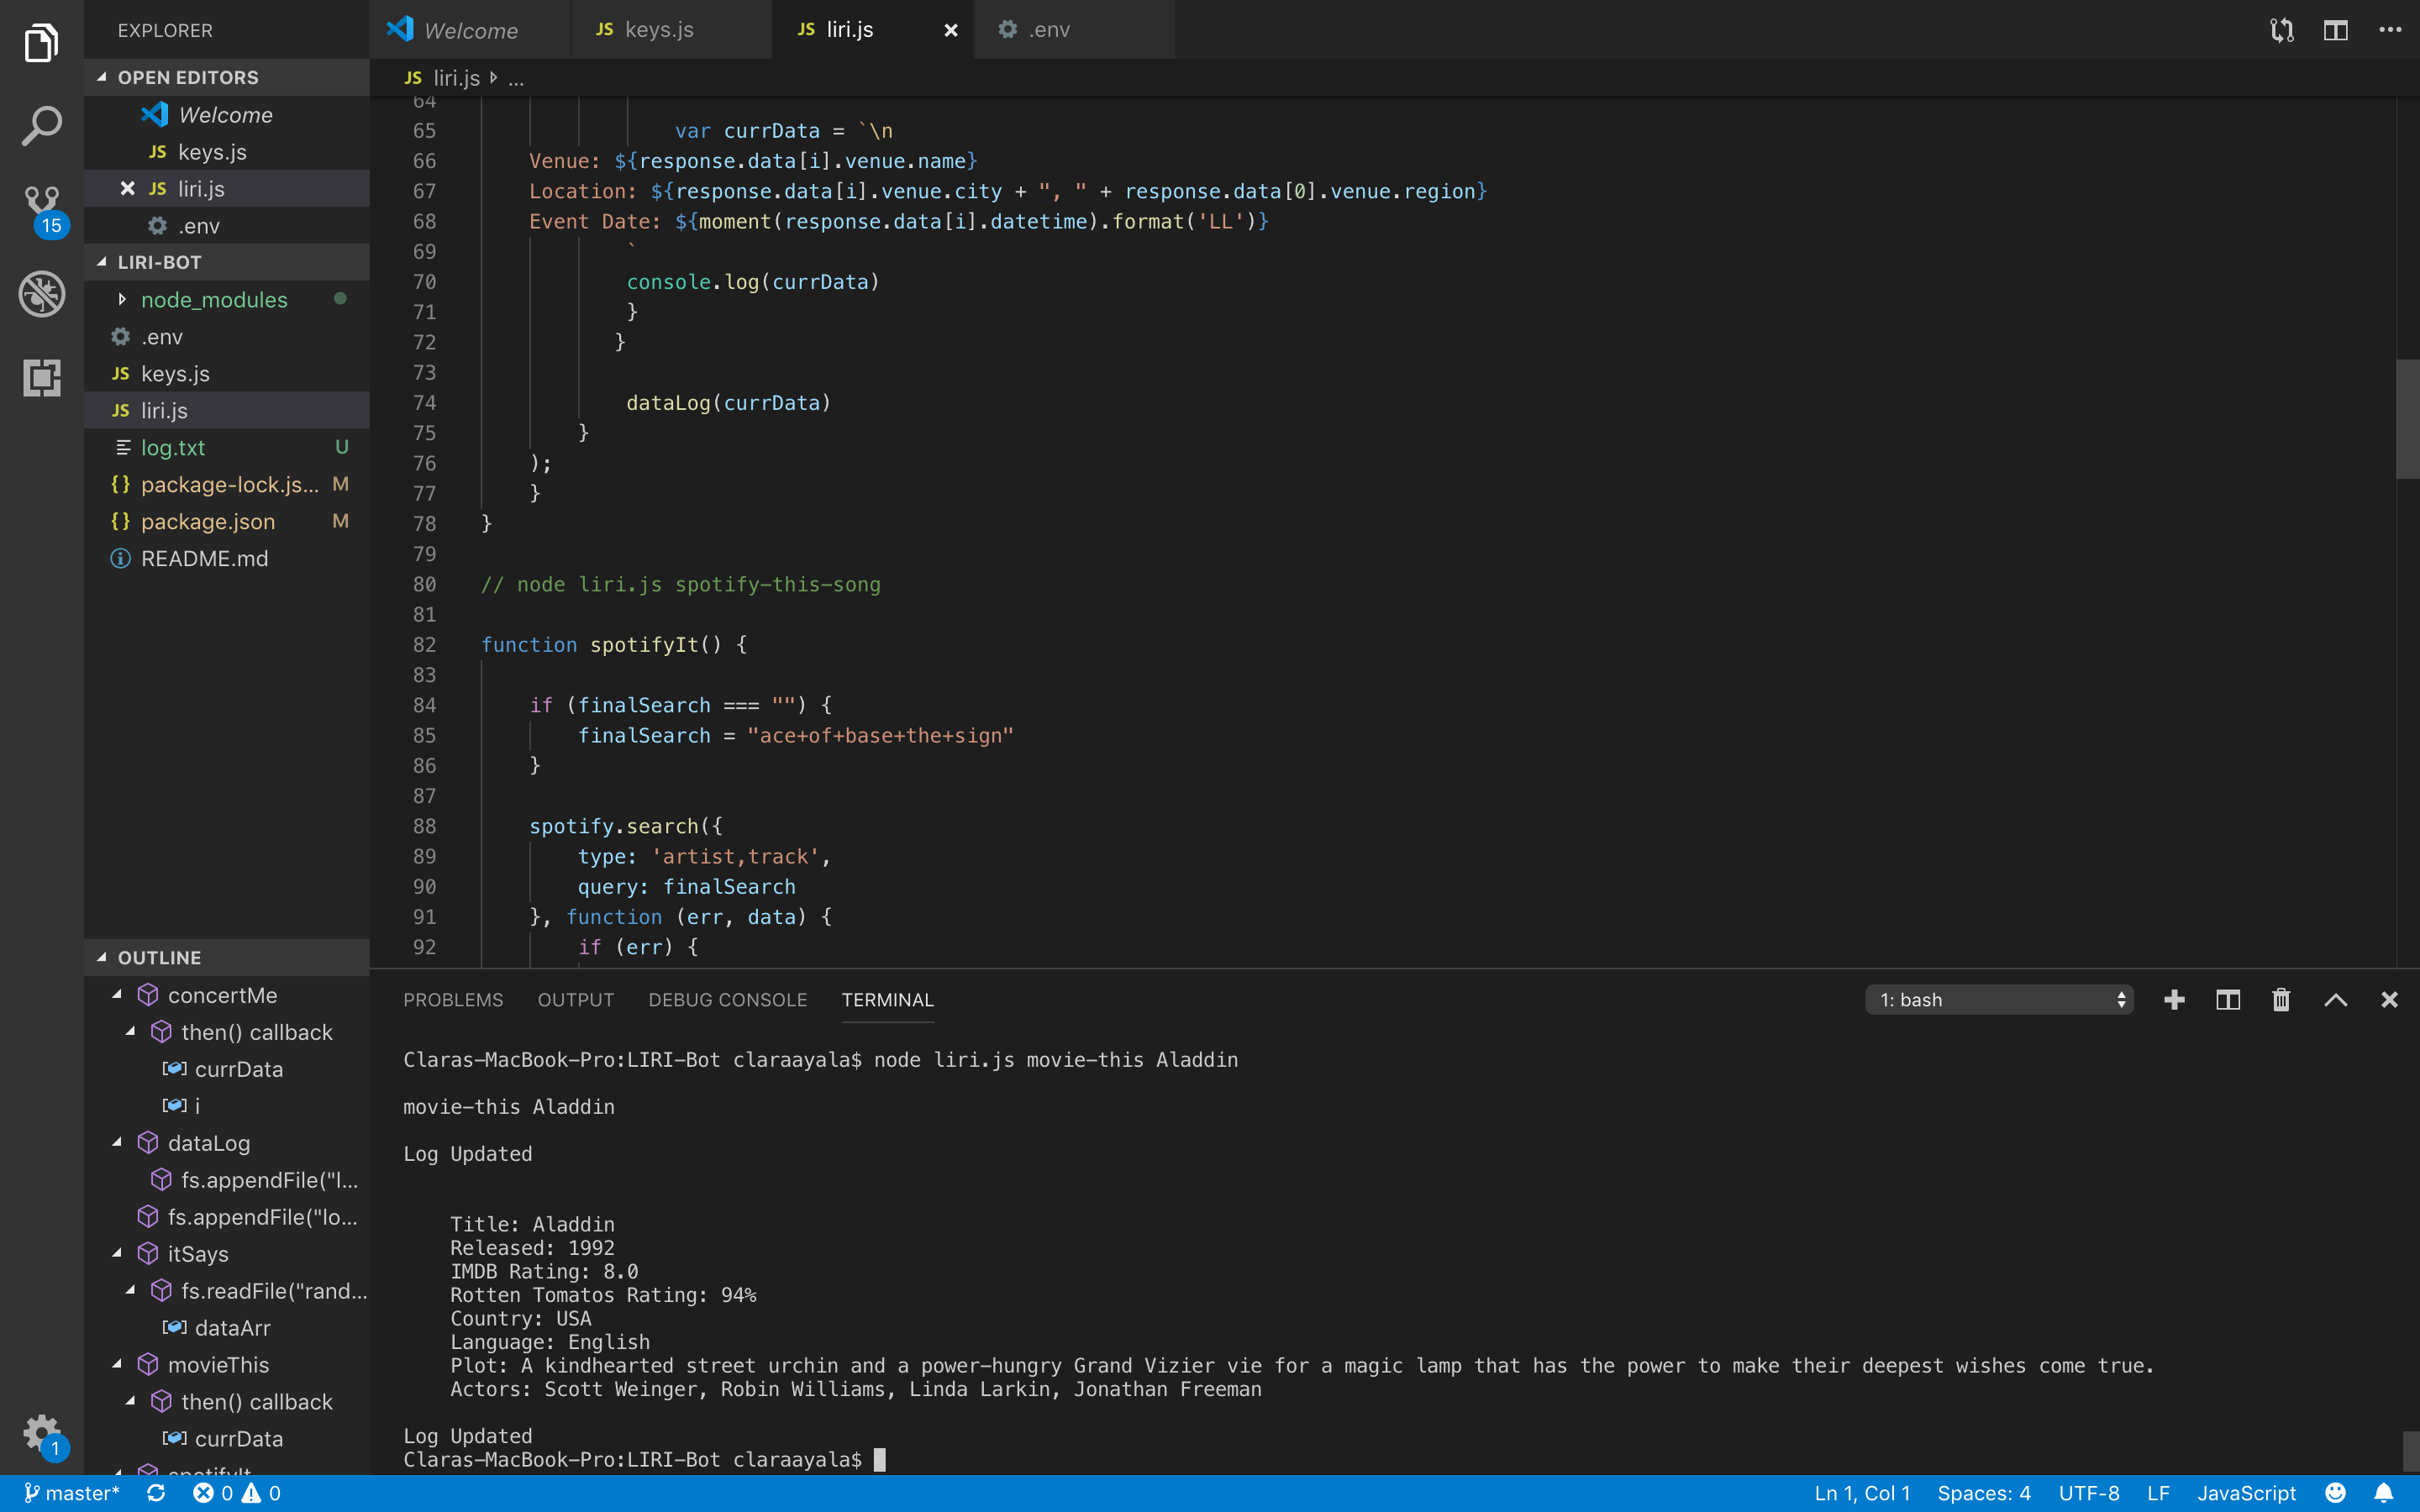 EXPLORER
OPEN EDITORS
Welcome
JS keys.js
JS liri.js
.env
LIRI-BOT
node_modules
.env
JS keys.js
JS liri.js
log.txt U
{} package-lock.js... M
{} package.json M
README.md
OUTLINE
concertMe
then() callback
currData
i
dataLog
fs.appendFile("l...
fs.appendFile("lo...
itSays
fs.readFile("rand...
dataArr
movieThis
then() callback
currData
spotifyIt
15
1
Welcome
JS keys.js
JS liri.js
.env
JS liri.js ...
64
65 var currData = `\n
66 Venue: ${response.data[i].venue.name}
67 Location: ${response.data[i].venue.city + ", " + response.data[0].venue.region}
68 Event Date: ${moment(response.data[i].datetime).format('LL')}
69 `
70 console.log(currData)
71 }
72 }
73
74 dataLog(currData)
75 }
76 );
77 }
78 }
79
80 // node liri.js spotify-this-song
81
82 function spotifyIt() {
83
84 if (finalSearch === "") {
85 finalSearch = "ace+of+base+the+sign"
86 }
87
88 spotify.search({
89 type: 'artist,track',
90 query: finalSearch
91 }, function (err, data) {
92 if (err) {
PROBLEMS OUTPUT DEBUG CONSOLE TERMINAL 1: bash
Claras-MacBook-Pro:LIRI-Bot claraayala$ node liri.js movie-this Aladdin
movie-this Aladdin
Log Updated
Title: Aladdin
Released: 1992
IMDB Rating: 8.0
Rotten Tomatos Rating: 94%
Country: USA
Language: English
Plot: A kindhearted street urchin and a power-hungry Grand Vizier vie for a magic lamp that has the power to make their deepest wishes come true.
Actors: Scott Weinger, Robin Williams, Linda Larkin, Jonathan Freeman
Log Updated
Claras-MacBook-Pro:LIRI-Bot claraayala$
master* 0 0 Ln 1, Col 1 Spaces: 4 UTF-8 LF JavaScript